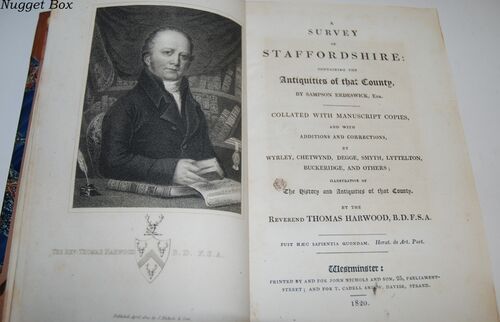 Nugget Box
THE REV. THOMAS HARWOOD B. D. F. S. A.
A
SURVEY
OF
STAFFORDSHIRE:
CONTAINING THE
Antiquities of that County,
BY SAMPSON ERDESWICK, Esq.
COLLATED WITH MANUSCRIPT COPIES,
AND WITH
ADDITIONS AND CORRECTIONS,
BY
WYRLEY, CHETWYND, DEGGE, SMYTH, LYTTELTON,
BUCKERIDGE, AND OTHERS;
ILLUSTRATIVE OF
The History and Antiquities of that County.
BY THE
REVEREND THOMAS HARWOOD, B.D. F.S.A.
FUIT HÆC SAPIENTIA QUONDAM. Horat. de Art. Poet.
Westminster:
PRINTED BY AND FOR JOHN NICHOLS AND SON, 25, PARLIAMENT-
STREET; AND FOR T. CADELL AND W. DAVIES, STRAND.
1820.